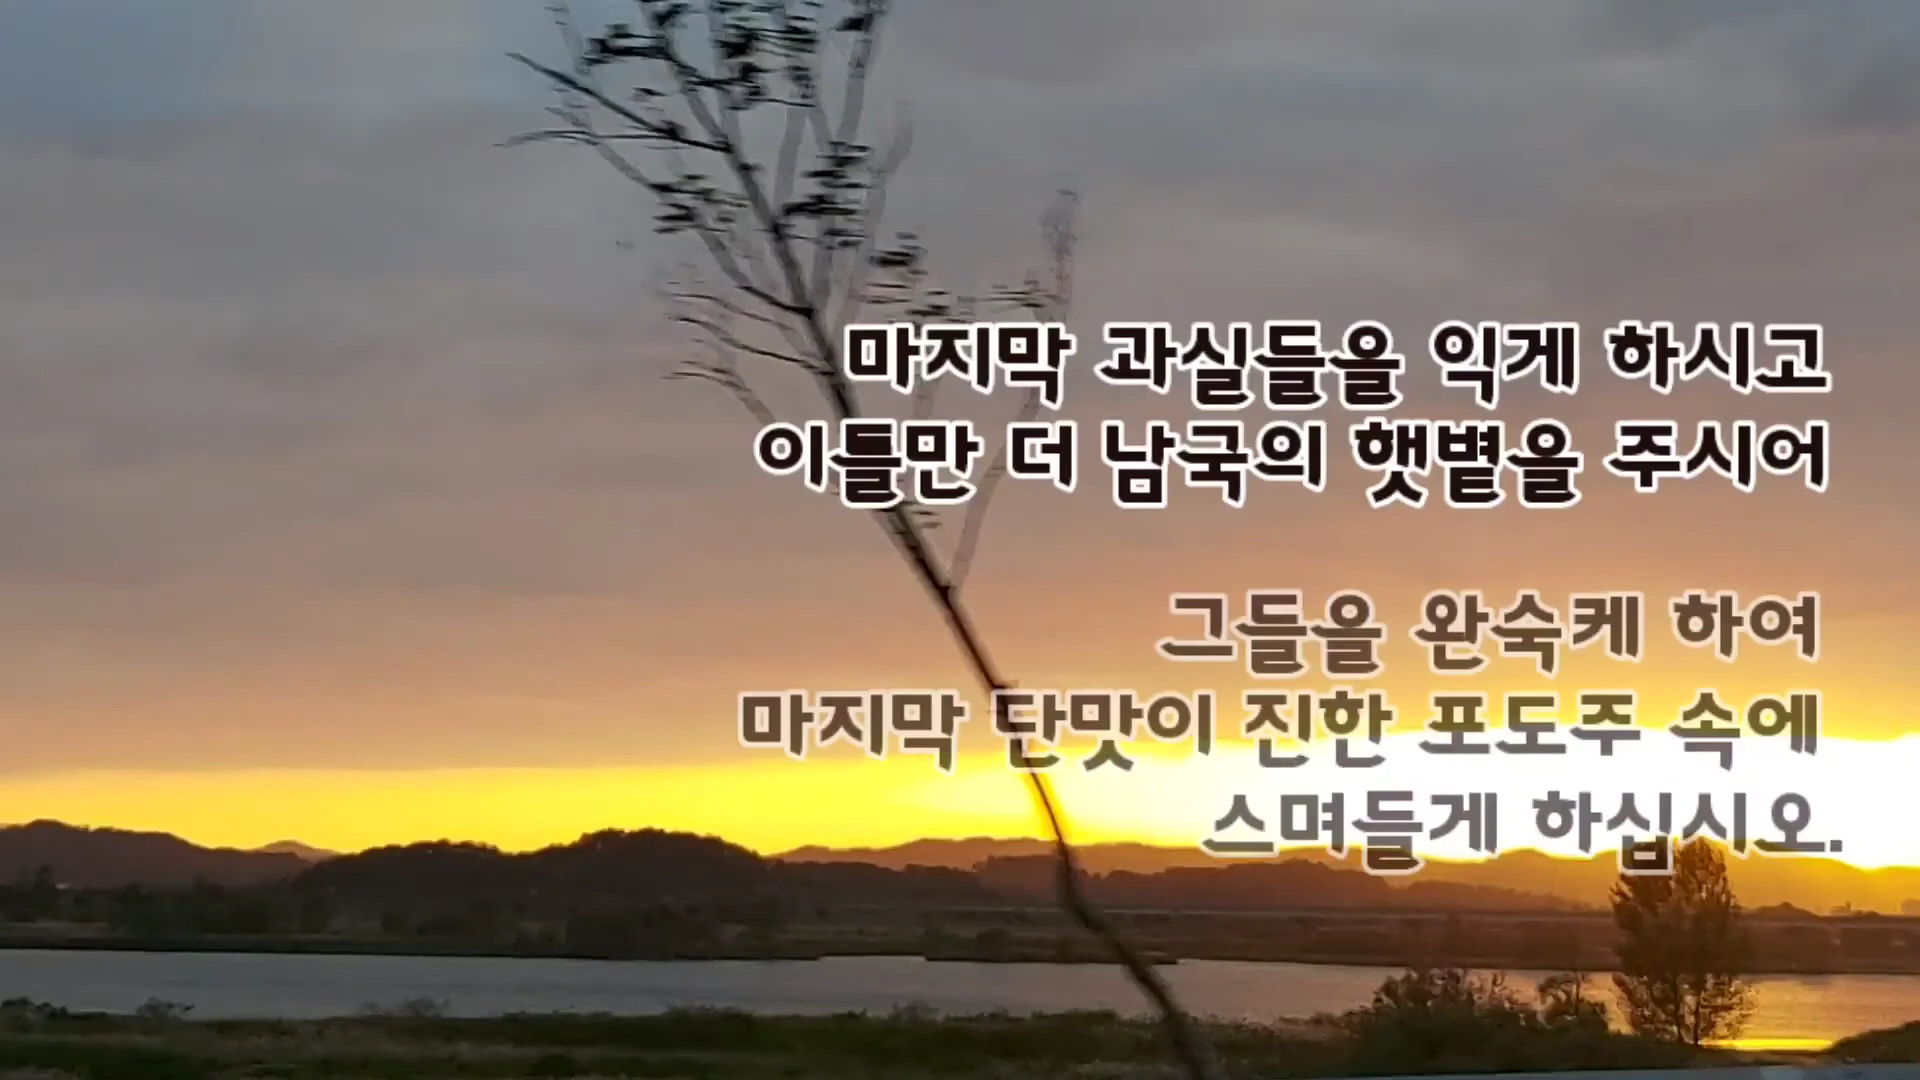 마지막 과실들을 익게 하시고
이틀만 더 남국의 햇볕을 주시어
그들을 완숙케 하여
마지막 단맛이 진한 포도주 속에
스며들게 하십시오.